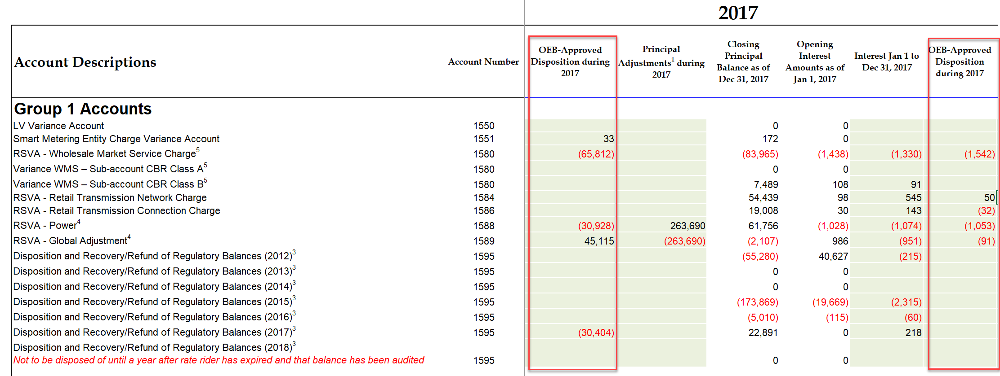 2017
Account Descriptions Account Number OEB-Approved Disposition during 2017 Principal Adjustments¹ during 2017 Closing Principal Balance as of Dec 31, 2017 Opening Interest Amounts as of Jan 1, 2017 Interest Jan 1 to Dec 31, 2017 OEB-Approved Disposition during 2017
Group 1 Accounts
LV Variance Account 1550 0 0
Smart Metering Entity Charge Variance Account 1551 33 172 0
RSVA - Wholesale Market Service Charge⁵ 1580 (65,812) (83,965) (1,438) (1,330) (1,542)
Variance WMS – Sub-account CBR Class A⁵ 1580 0 0
Variance WMS – Sub-account CBR Class B⁵ 1580 7,489 108 91
RSVA - Retail Transmission Network Charge 1584 54,439 98 545 50
RSVA - Retail Transmission Connection Charge 1586 19,008 30 143 (32)
RSVA - Power⁴ 1588 (30,928) 263,690 61,756 (1,028) (1,074) (1,053)
RSVA - Global Adjustment⁴ 1589 45,115 (263,690) (2,107) 986 (951) (91)
Disposition and Recovery/Refund of Regulatory Balances (2012)³ 1595 (55,280) 40,627 (215)
Disposition and Recovery/Refund of Regulatory Balances (2013)³ 1595 0 0
Disposition and Recovery/Refund of Regulatory Balances (2014)³ 1595 0 0
Disposition and Recovery/Refund of Regulatory Balances (2015)³ 1595 (173,869) (19,669) (2,315)
Disposition and Recovery/Refund of Regulatory Balances (2016)³ 1595 (5,010) (115) (60)
Disposition and Recovery/Refund of Regulatory Balances (2017)³ 1595 (30,404) 22,891 0 218
Disposition and Recovery/Refund of Regulatory Balances (2018)³
Not to be disposed of until a year after rate rider has expired and that balance has been audited 1595 0 0